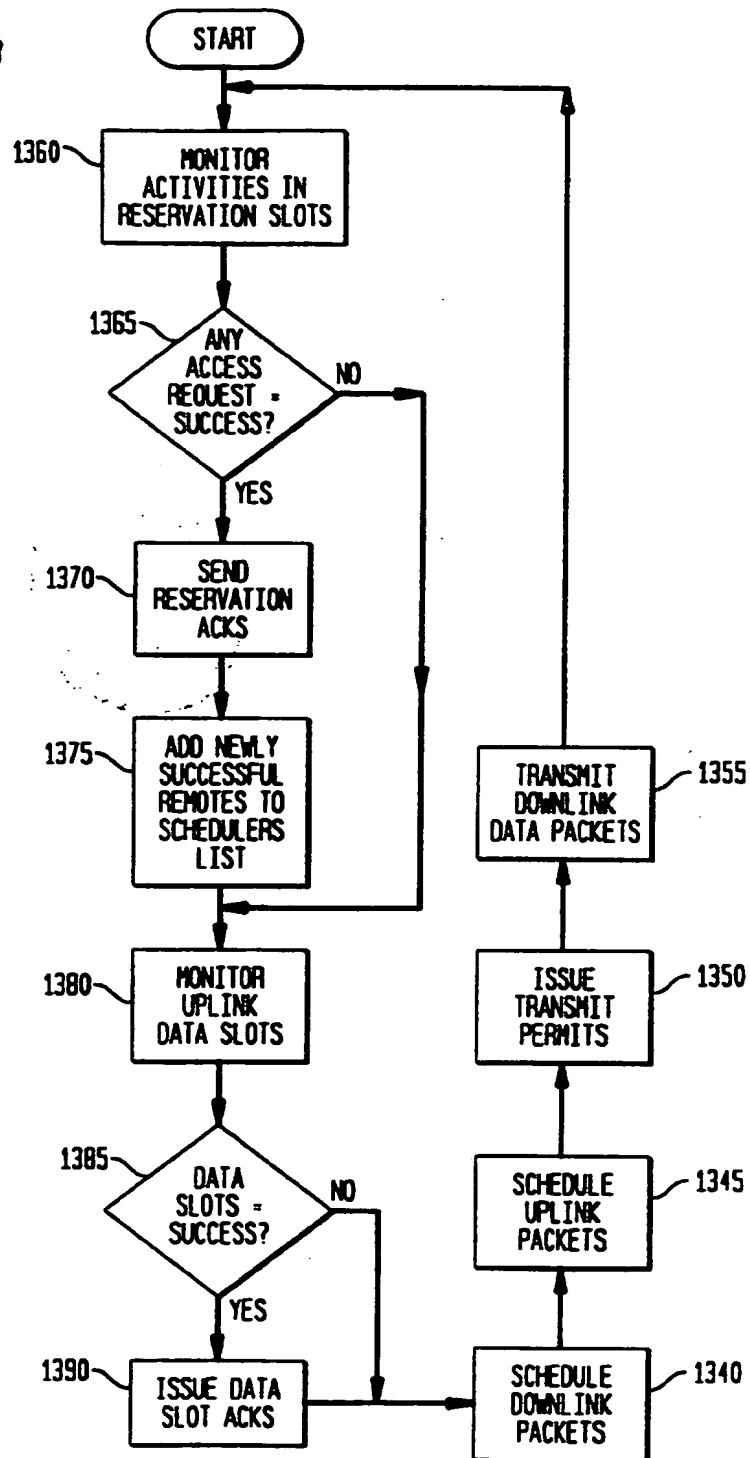 START
1360
MONITOR
ACTIVITIES IN
RESERVATION SLOTS
1365
ANY
ACCESS
REQUEST =
SUCCESS?
NO
YES
1370
SEND
RESERVATION
ACKS
1375
ADD NEWLY
SUCCESSFUL
REMOTES TO
SCHEDULERS
LIST
1380
MONITOR
UPLINK
DATA SLOTS
1385
DATA
SLOTS =
SUCCESS?
NO
YES
1390
ISSUE DATA
SLOT ACKS
SCHEDULE
DOWNLINK
PACKETS
1340
SCHEDULE
UPLINK
PACKETS
1345
ISSUE
TRANSMIT
PERMITS
1350
TRANSMIT
DOWNLINK
DATA PACKETS
1355